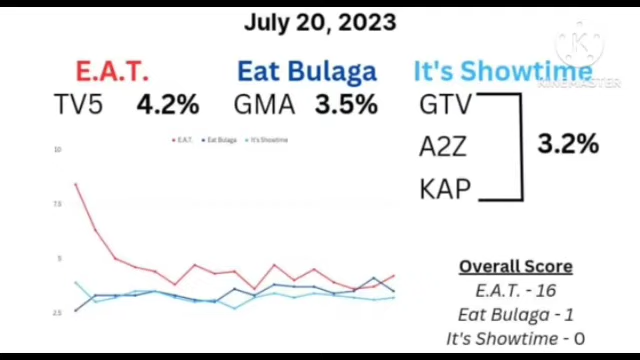 July 20, 2023
E.A.T.
TV5 4.2%
Eat Bulaga
GMA 3.5%
It's Showtime
GTV
A2Z
KAP
3.2%
KINEMASTER
E.A.T. Eat Bulaga It's Showtime
10
7.5
5
2.5
Overall Score
E.A.T. - 16
Eat Bulaga - 1
It's Showtime - 0